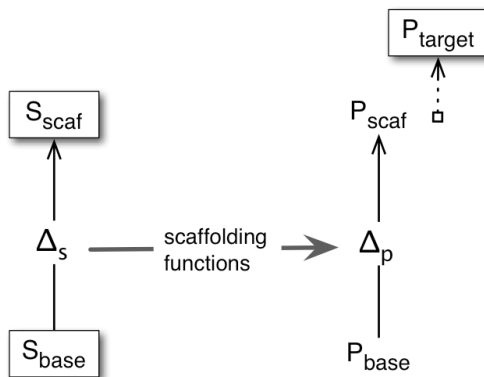 P_target
S_scaf
P_scaf
Δ_s
scaffolding
functions
Δ_p
S_base
P_base